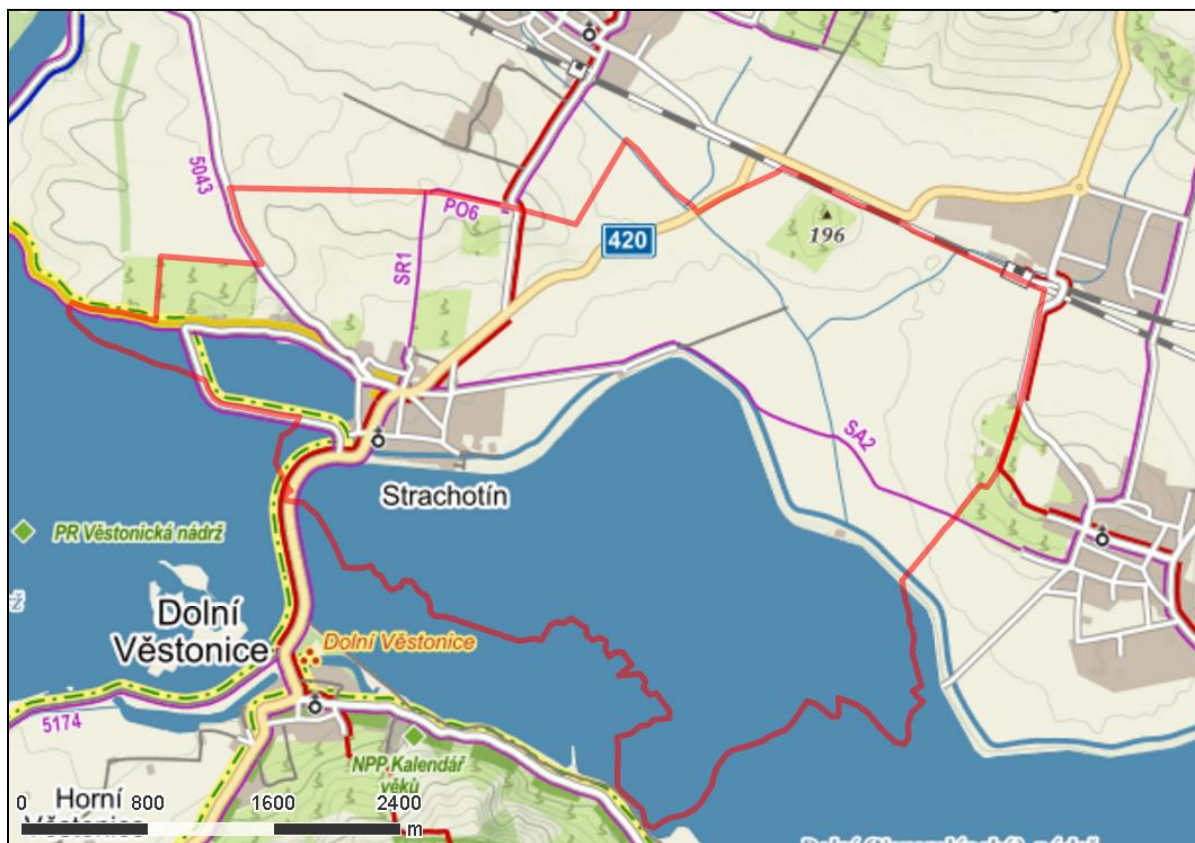 5043
PO6
SR1
420
196
SA2
Strachotín
PR Věstonická nádrž
Dolní
Věstonice
Dolní Věstonice
5174
NPP Kalendář
věků
Horní
0 800 1600 2400
m